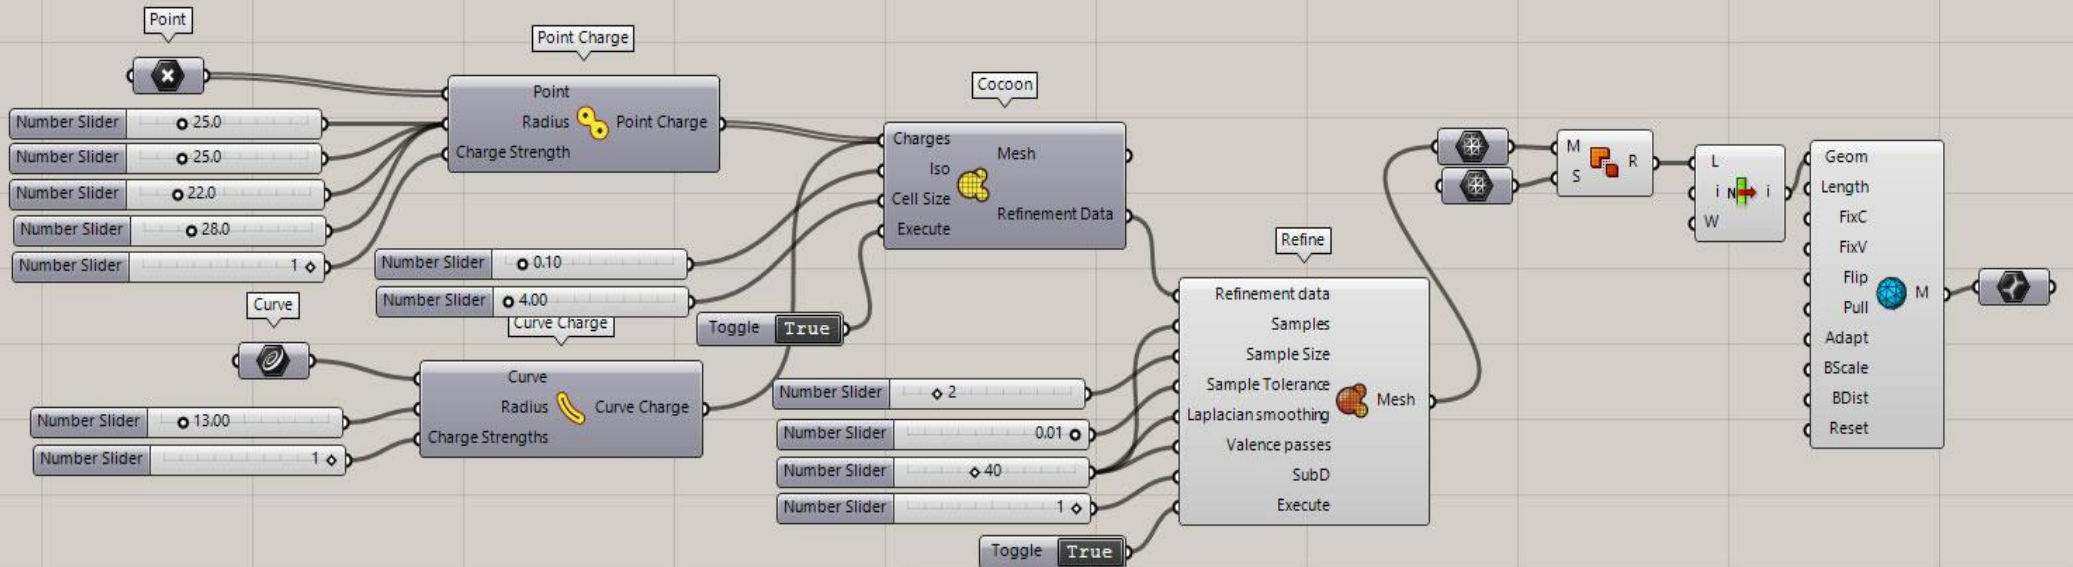 Point
Point Charge
Point
Radius
Point Charge
Charge Strength
Number Slider 25.0
Number Slider 25.0
Number Slider 22.0
Number Slider 28.0
Number Slider 1
Number Slider 0.10
Number Slider 4.00
Cocoon
Charges
Mesh
Iso
Cell Size
Refinement Data
Execute
Toggle True
Curve
Curve Charge
Curve
Radius
Curve Charge
Charge Strengths
Number Slider 13.00
Number Slider 1
Number Slider 2
Number Slider 0.01
Number Slider 40
Number Slider 1
Toggle True
Refine
Refinement data
Samples
Sample Size
Sample Tolerance
Laplacian smoothing
Mesh
Valence passes
SubD
Execute
M
R
S
L
i N i
W
Geom
Length
FixC
FixV
Flip
M
Pull
Adapt
BScale
BDist
Reset